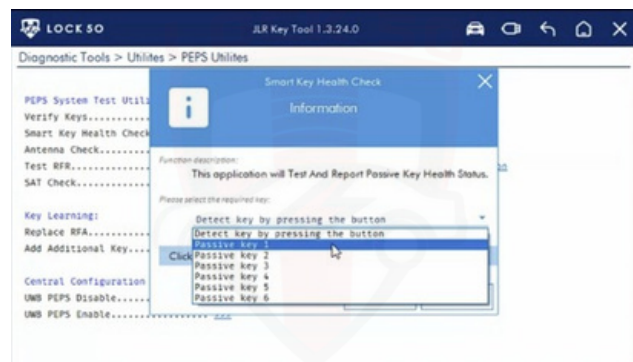 LOCK 50 JLR Key Tool 1.3.24.0
Diognostic Tools > Utilites > PEPS Utilites
Smart Key Health Check
Information
PEPS System Test Utili
Verify Keys...........
Smart Key Health Check
Antenna Check.........
Test RFR..............
SAT Check.............
Function description:
This application will Test And Report Passive Key Health Status.
Please select the required key:
Key Learning:
Replace RFA...........
Add Additional Key....
Detect key by pressing the button
Detect key by pressing the button
Passive key 1
Click
Passive key 2
Passive key 3
Passive key 4
Passive key 5
Passive key 6
Central Configuration
UWB PEPS Disable......
UWB PEPS Enable................. >>>